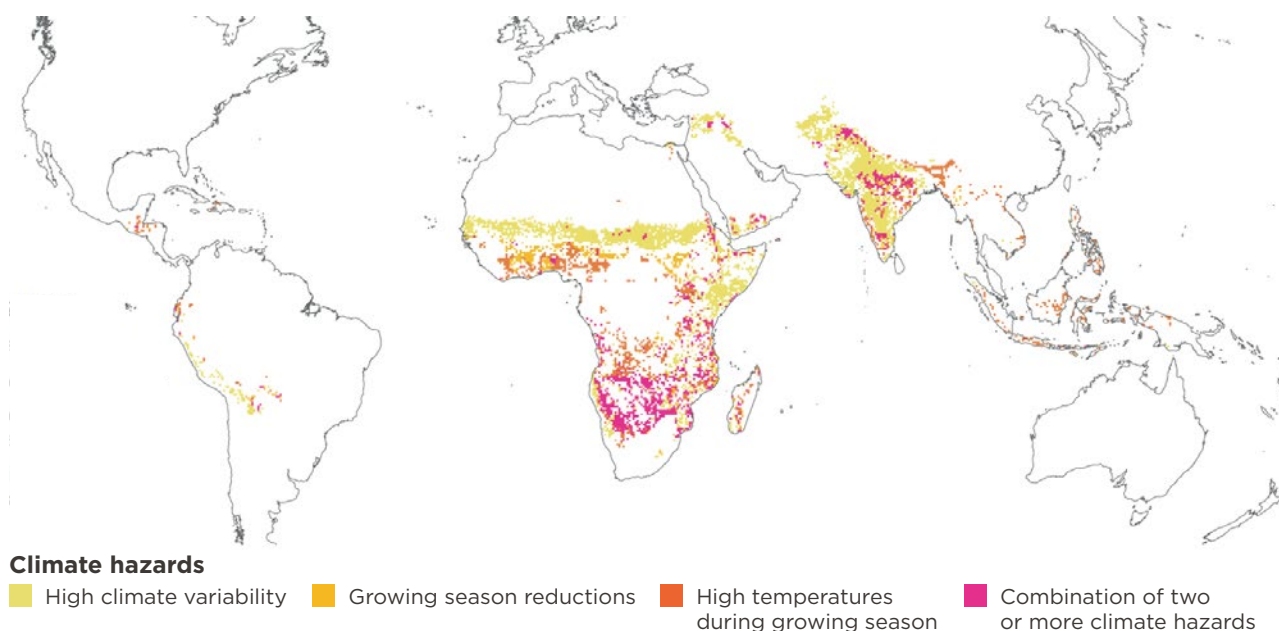 Climate hazards
High climate variability
Growing season reductions
High temperatures
during growing season
Combination of two
or more climate hazards